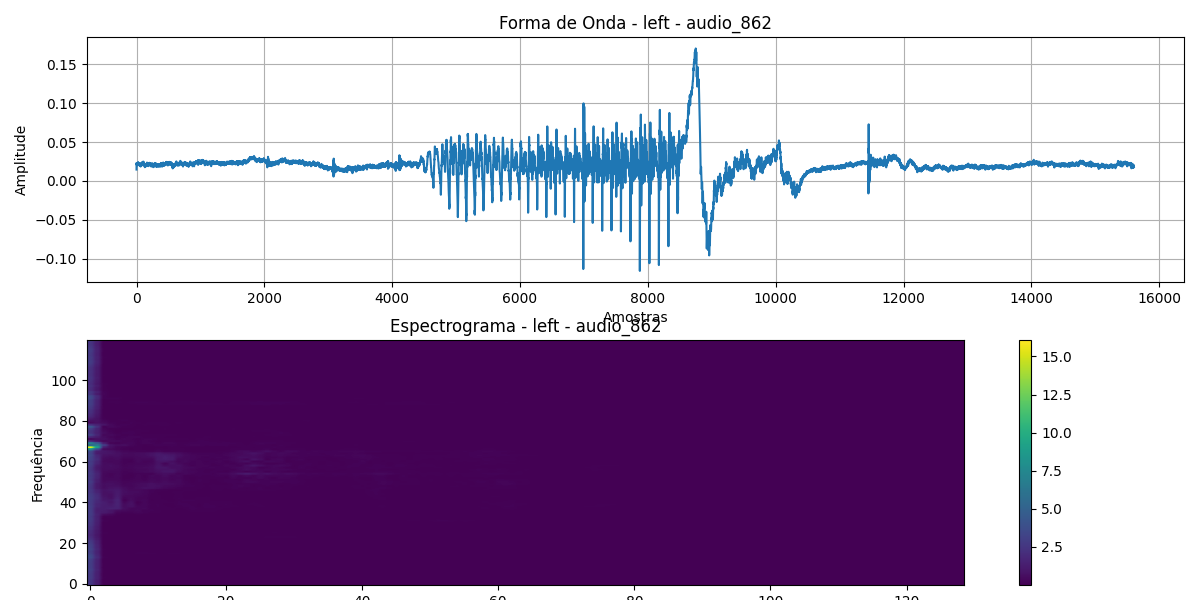 Forma de Onda - left - audio_862
Amplitude
0.15
0.10
0.05
0.00
−0.05
−0.10
0 2000 4000 6000 8000 10000 12000 14000 16000
Amostras
Espectrograma - left - audio_862
Frequência
100
80
60
40
20
0
0 20 40 60 80 100 120
15.0
12.5
10.0
7.5
5.0
2.5